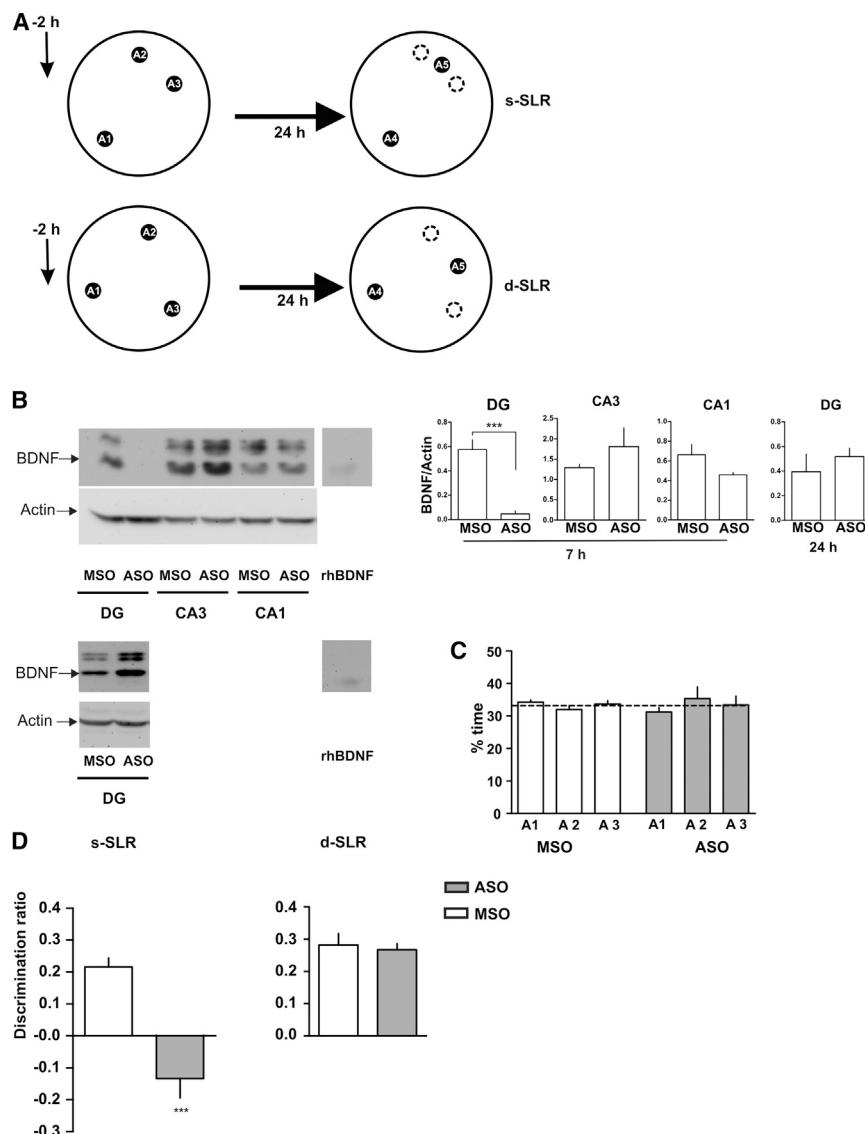 A
-2 h
A2
A3
A1
24 h
A5
A4
s-SLR
-2 h
A2
A1
A3
24 h
A5
A4
d-SLR
B
BDNF
Actin
MSO ASO MSO ASO MSO ASO rhBDNF
DG CA3 CA1
BDNF
Actin
MSO ASO rhBDNF
DG
DG CA3 CA1 DG
BDNF/Actin
0.8
0.6
0.4
0.2
0.0
***
MSO ASO
2.5
2.0
1.5
1.0
0.5
0.0
MSO ASO
1.0
0.8
0.6
0.4
0.2
0
MSO ASO
0.8
0.6
0.4
0.2
0.0
MSO ASO
7 h 24 h
C
% time
50
40
30
20
10
0
A1 A 2 A 3 A1 A 2 A 3
MSO ASO
D
s-SLR d-SLR
Discrimination ratio
0.4
0.3
0.2
0.1
-0.0
-0.1
-0.2
-0.3
***
0.4
0.3
0.2
0.1
0.0
ASO
MSO